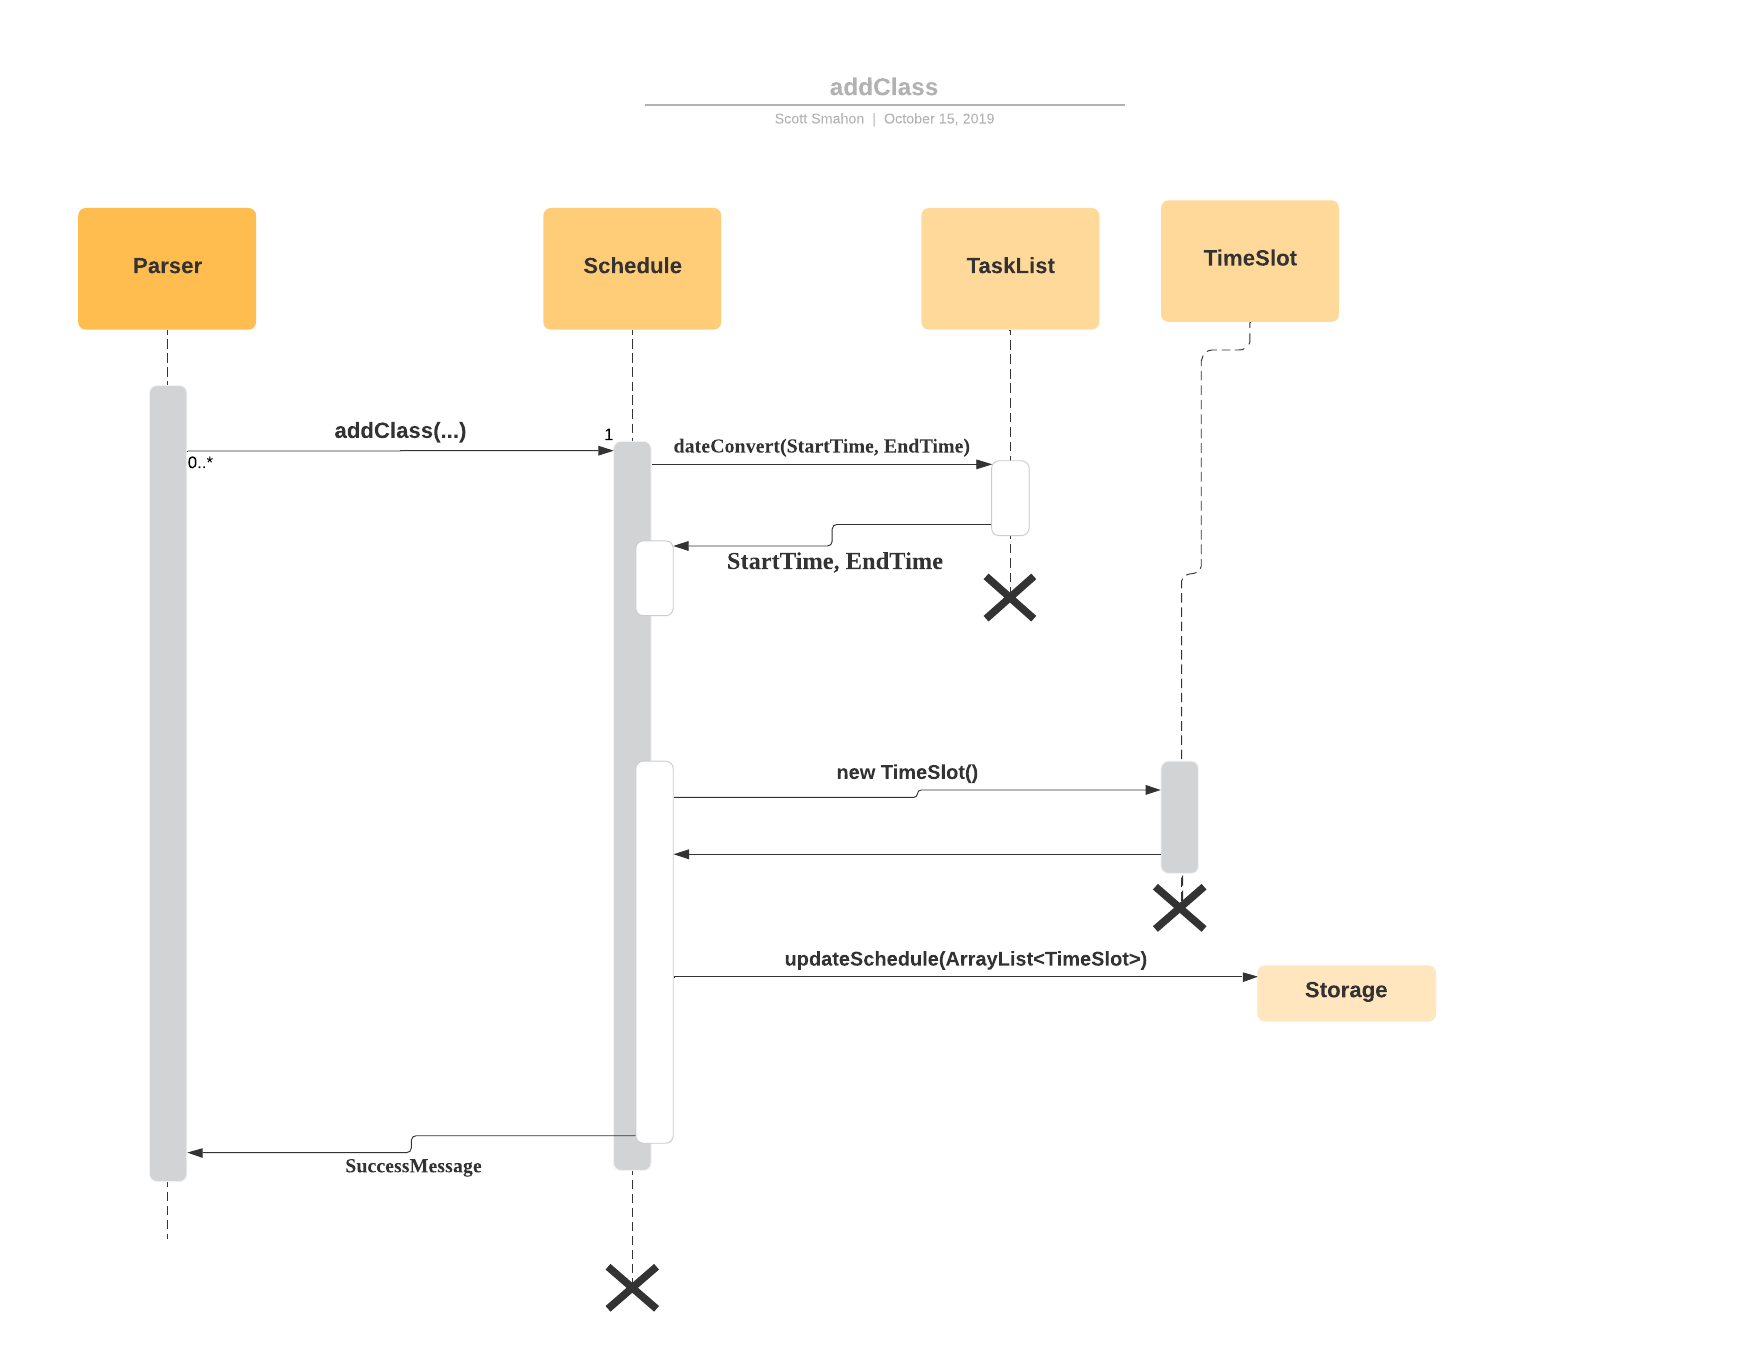 addClass
Scott Smahon | October 15, 2019
Parser
Schedule
TaskList
TimeSlot
addClass(...)
1
0..*
dateConvert(StartTime, EndTime)
StartTime, EndTime
new TimeSlot()
updateSchedule(ArrayList<TimeSlot>)
Storage
SuccessMessage